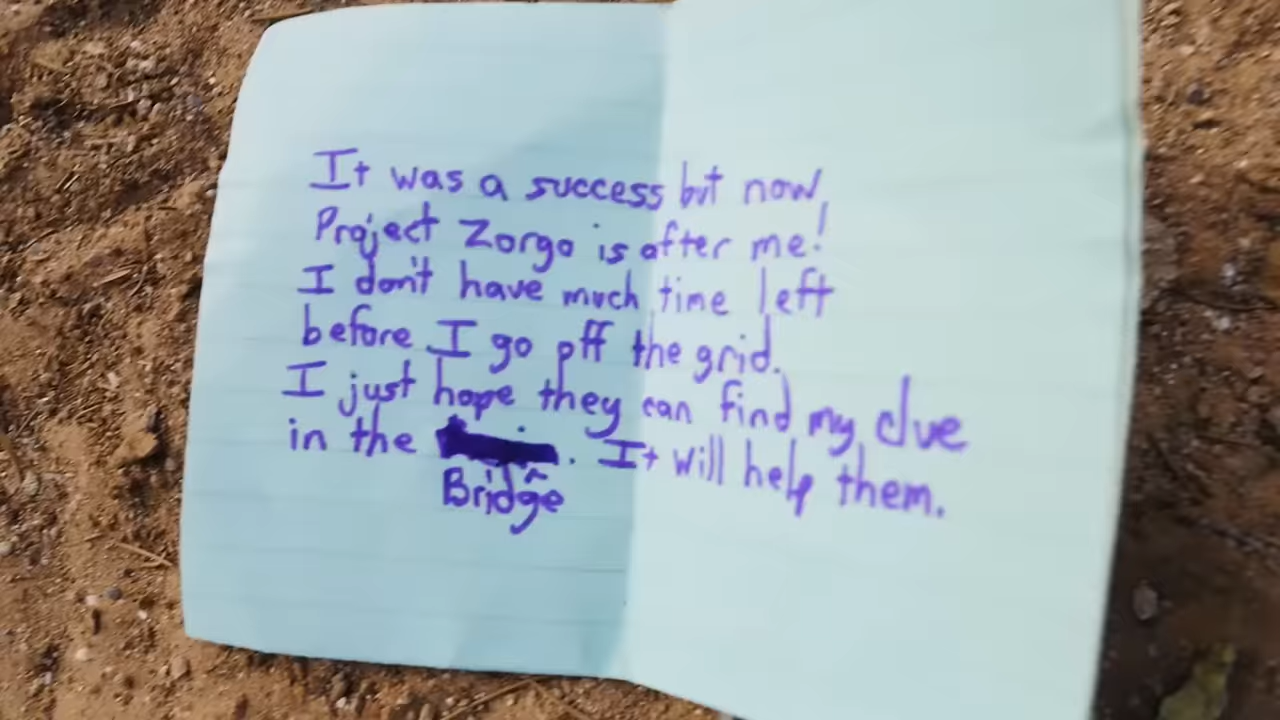 It was a success but now
Project Zorgo is after me!
I don't have much time left
before I go off the grid.
I just hope they can find my clue
in the . It will help them.
Bridge